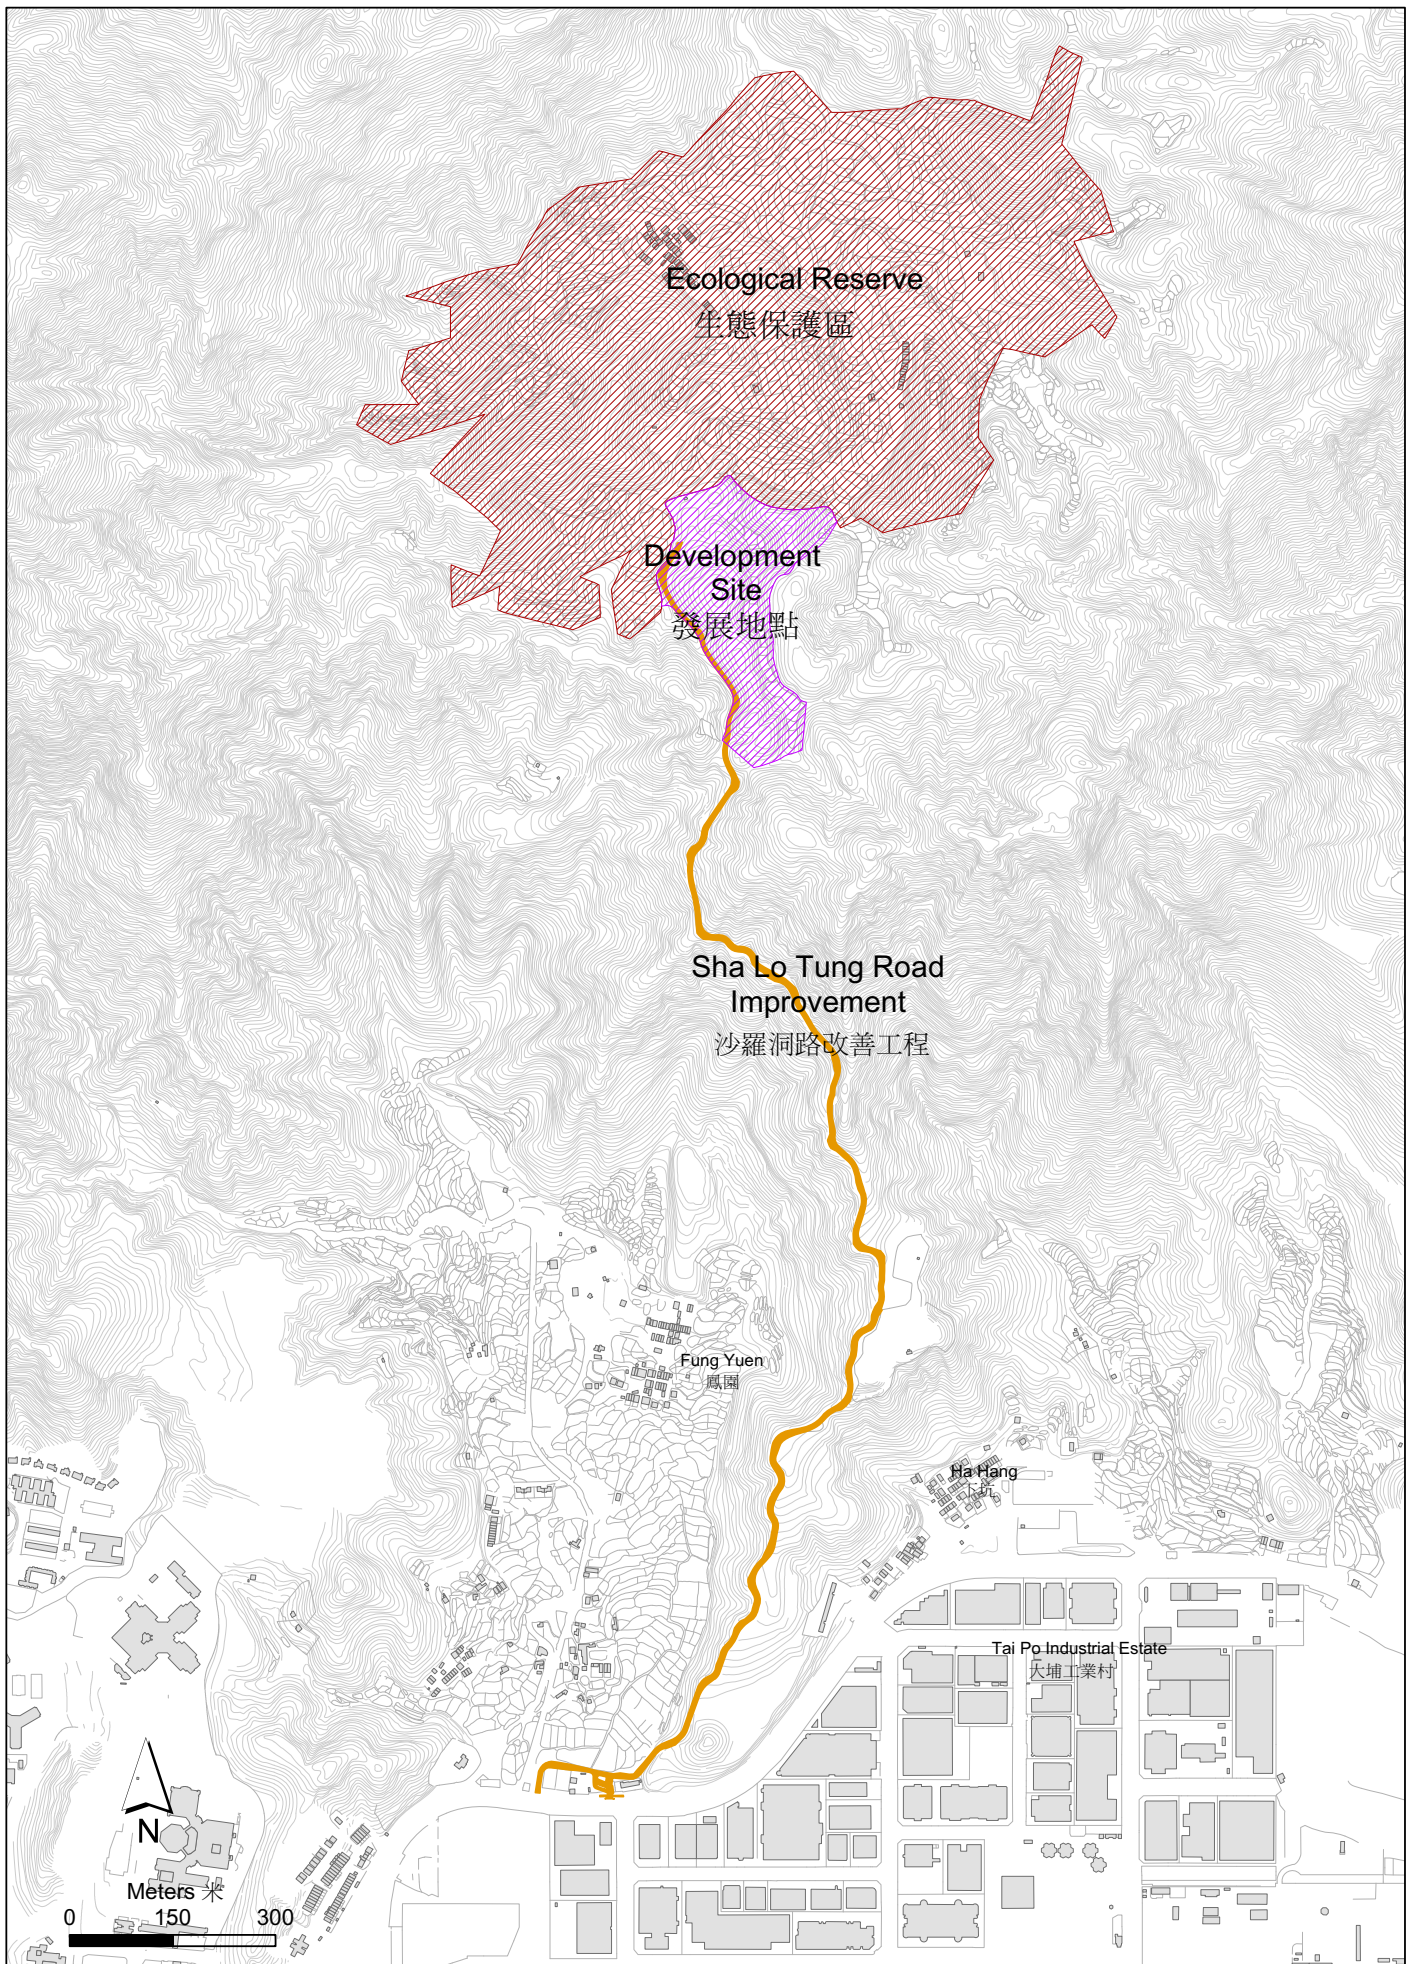 Ecological Reserve
生態保護區
Development
Site
發展地點
Sha Lo Tung Road
Improvement
沙羅洞路改善工程
Fung Yuen
鳳園
Ha Hang
下坑
Tai Po Industrial Estate
大埔工業村
N
Meters 米
0 150 300